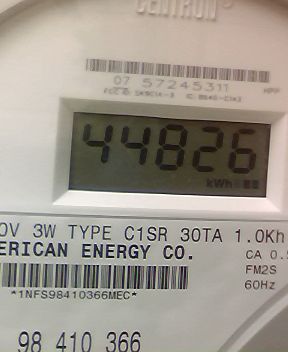 CENTRON®
07 57245311
44826
kWh
0V 3W TYPE C1SR 30TA 1.0Kh
ERICAN ENERGY CO.
CA 0.5
*1NFS98410366MEC*
FM2S
60Hz
98 410 366